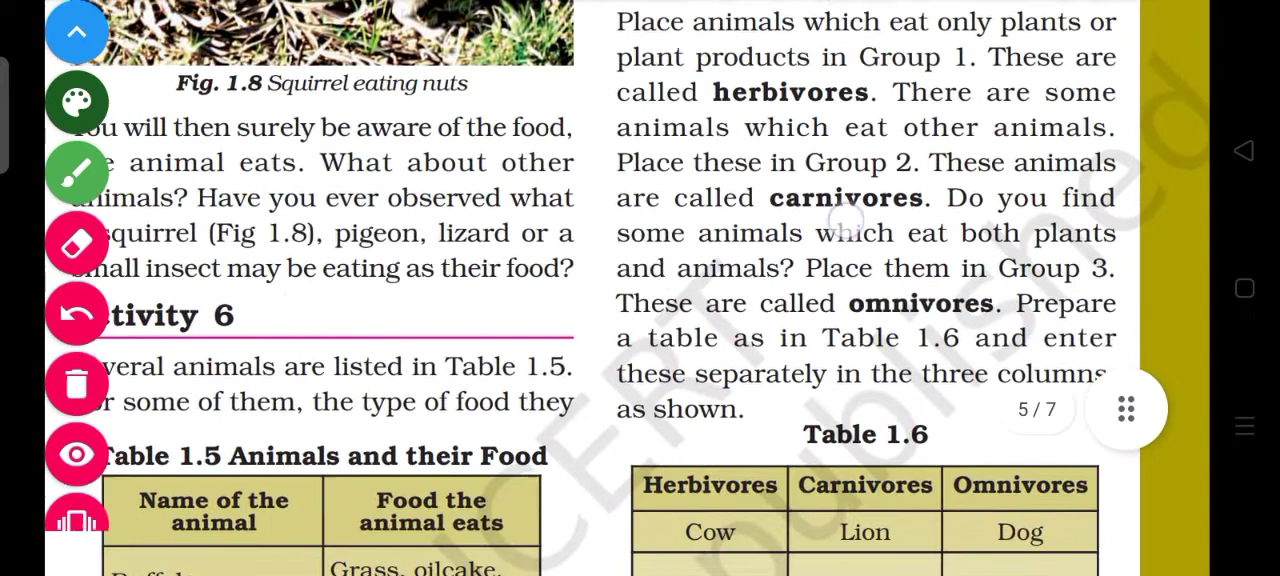 Fig. 1.8 Squirrel eating nuts
will then surely be aware of the food,
animal eats. What about other
animals? Have you ever observed what
squirrel (Fig 1.8), pigeon, lizard or a
small insect may be eating as their food?
Activity 6
Several animals are listed in Table 1.5.
some of them, the type of food they
Table 1.5 Animals and their Food
Name of the animal
Food the animal eats
Grass, oilcake,
Place animals which eat only plants or
plant products in Group 1. These are
called herbivores. There are some
animals which eat other animals.
Place these in Group 2. These animals
are called carnivores. Do you find
some animals which eat both plants
and animals? Place them in Group 3.
These are called omnivores. Prepare
a table as in Table 1.6 and enter
these separately in the three columns
as shown.
5 / 7
Table 1.6
Herbivores Carnivores Omnivores
Cow Lion Dog
published